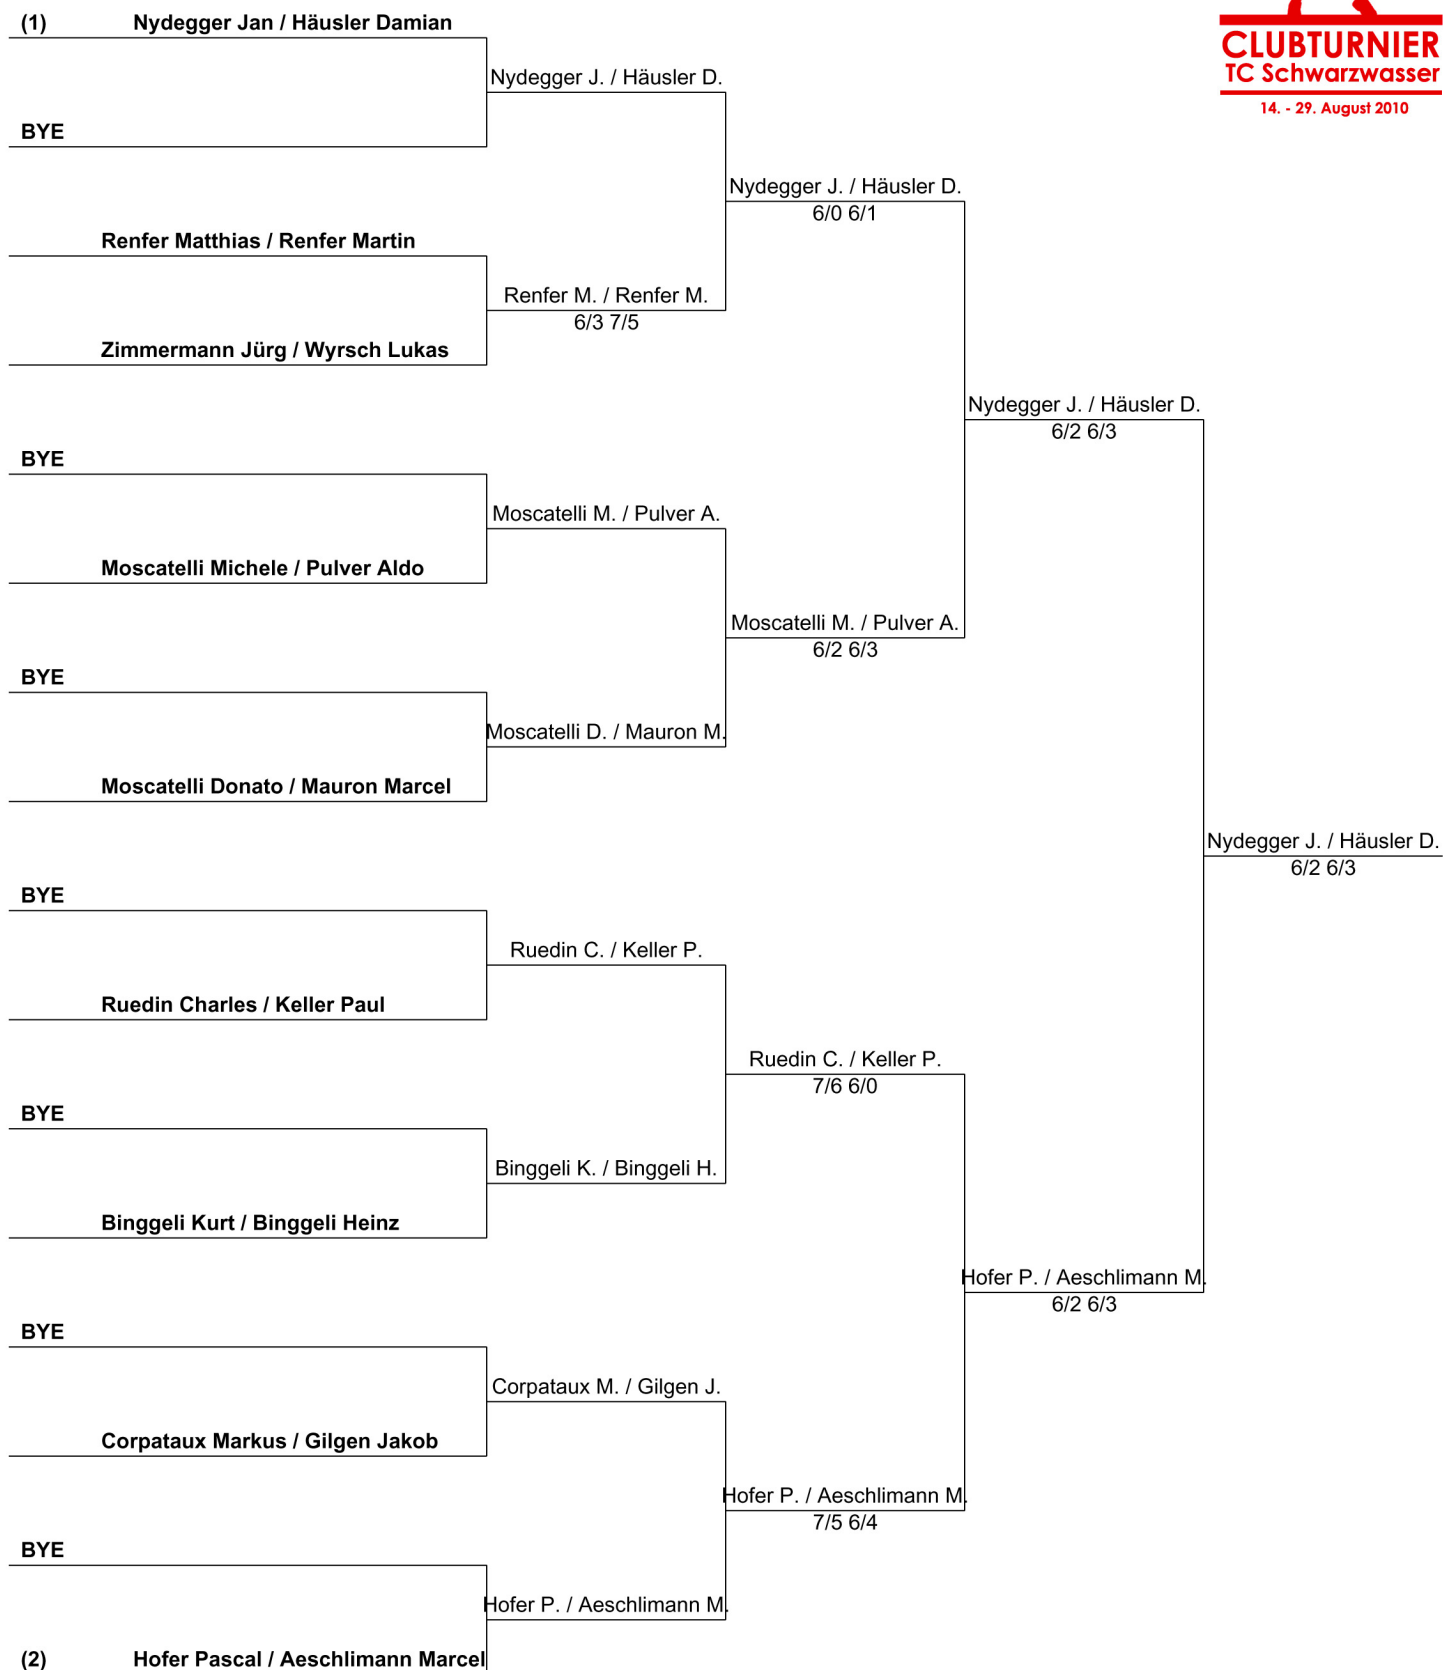 (1) Nydegger Jan / Häusler Damian
CLUBTURNIER
TC Schwarzwasser
14. - 29. August 2010
Nydegger J. / Häusler D.
BYE
Nydegger J. / Häusler D.
6/0 6/1
Renfer Matthias / Renfer Martin
Renfer M. / Renfer M.
6/3 7/5
Zimmermann Jürg / Wyrsch Lukas
Nydegger J. / Häusler D.
6/2 6/3
BYE
Moscatelli M. / Pulver A.
Moscatelli Michele / Pulver Aldo
Moscatelli M. / Pulver A.
6/2 6/3
BYE
Moscatelli D. / Mauron M.
Moscatelli Donato / Mauron Marcel
Nydegger J. / Häusler D.
6/2 6/3
BYE
Ruedin C. / Keller P.
Ruedin Charles / Keller Paul
Ruedin C. / Keller P.
7/6 6/0
BYE
Binggeli K. / Binggeli H.
Binggeli Kurt / Binggeli Heinz
Hofer P. / Aeschlimann M.
6/2 6/3
BYE
Corpataux M. / Gilgen J.
Corpataux Markus / Gilgen Jakob
Hofer P. / Aeschlimann M.
7/5 6/4
BYE
Hofer P. / Aeschlimann M.
(2) Hofer Pascal / Aeschlimann Marcel